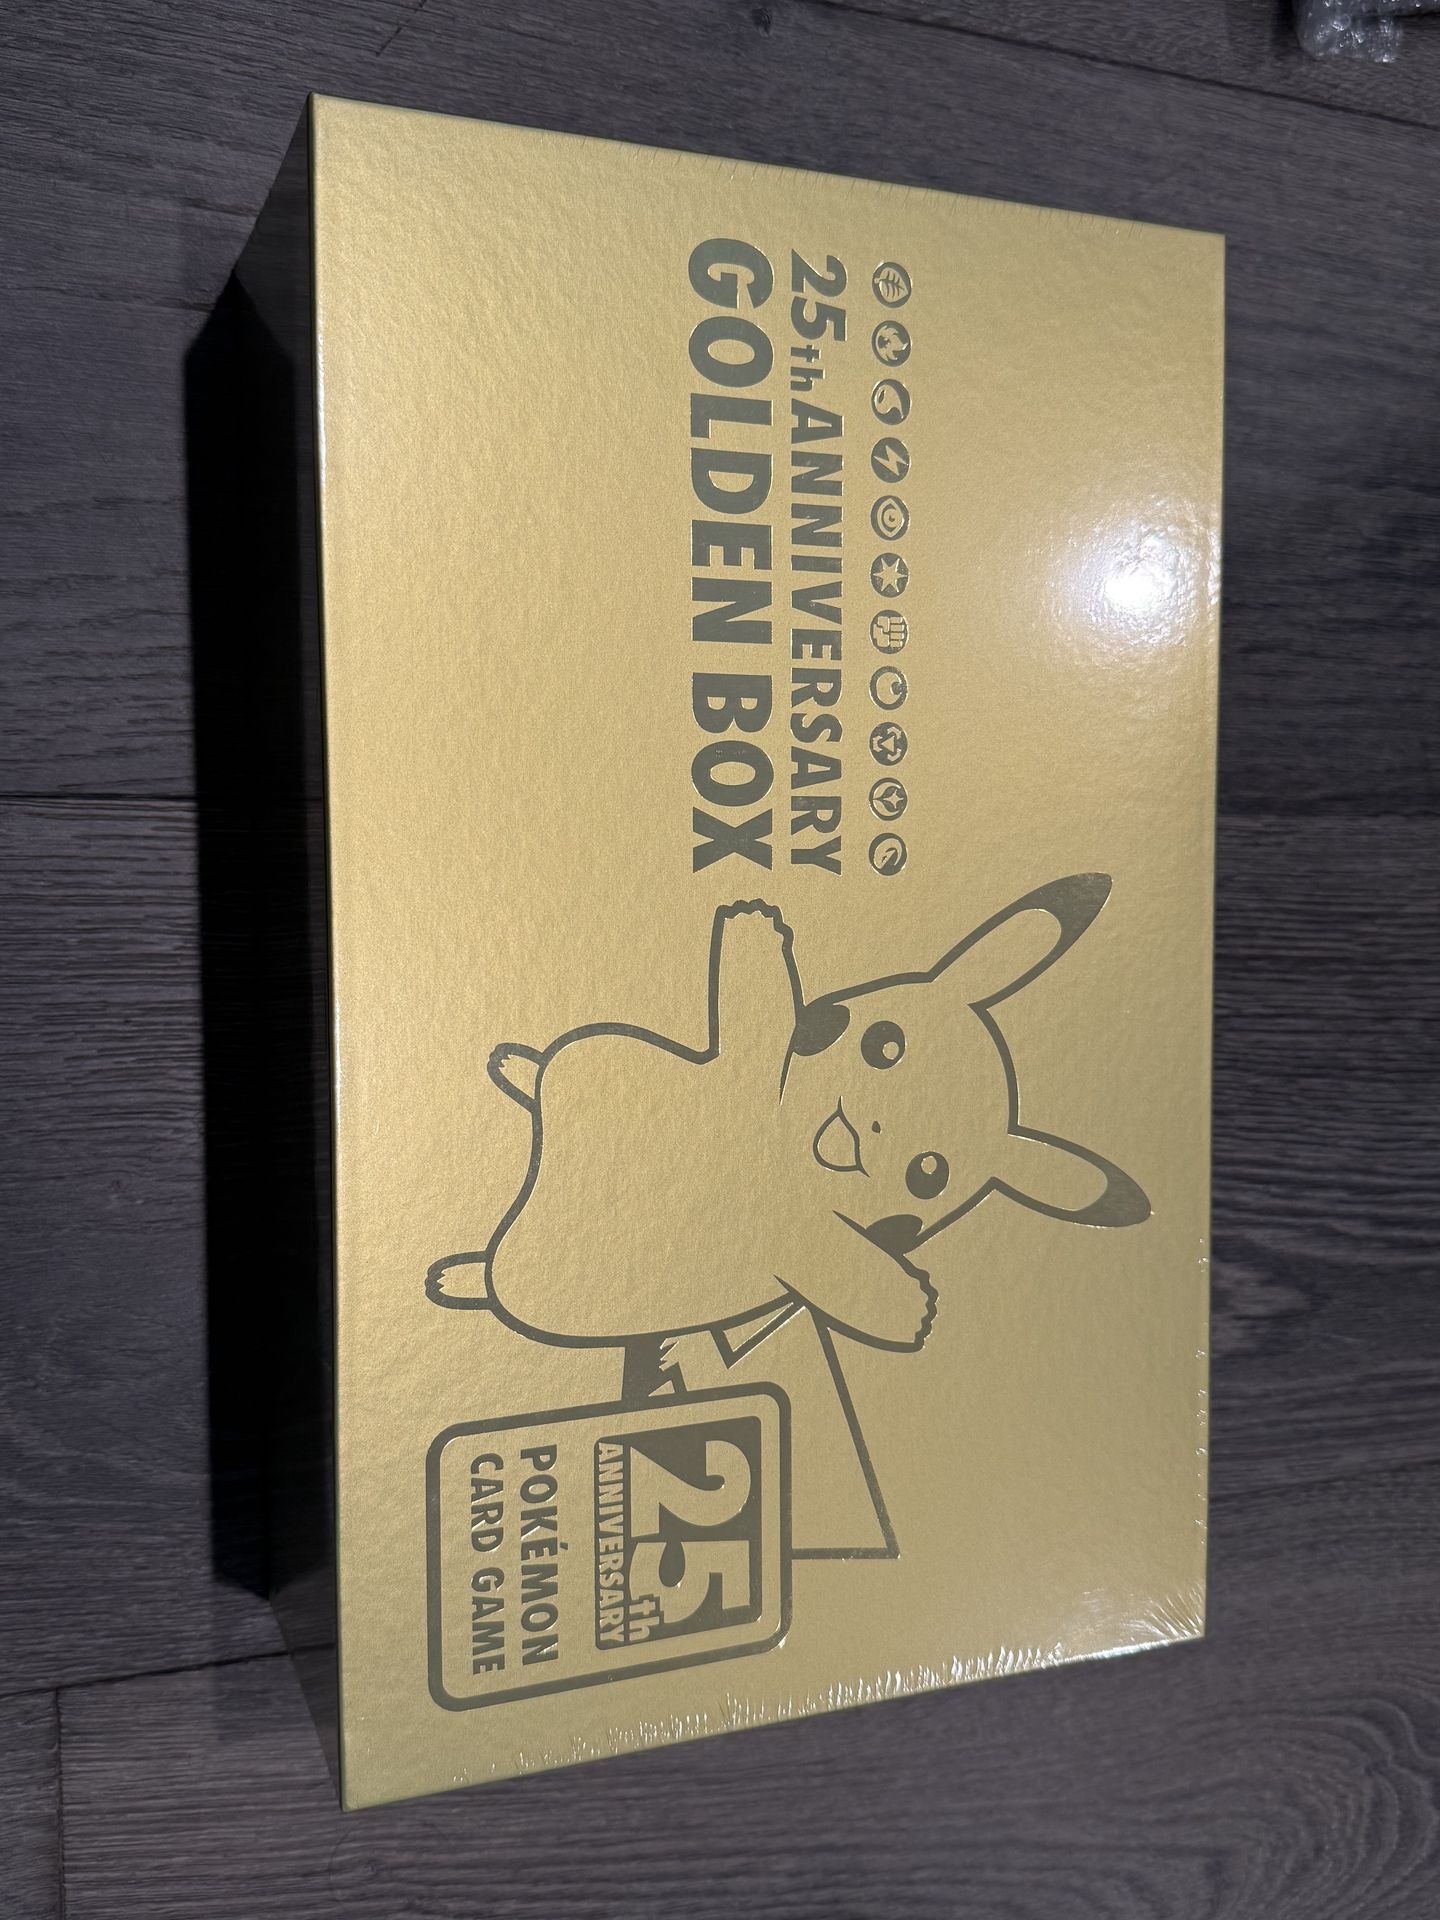 25th ANNIVERSARY
GOLDEN BOX
25th
ANNIVERSARY
POKÉMON
CARD GAME